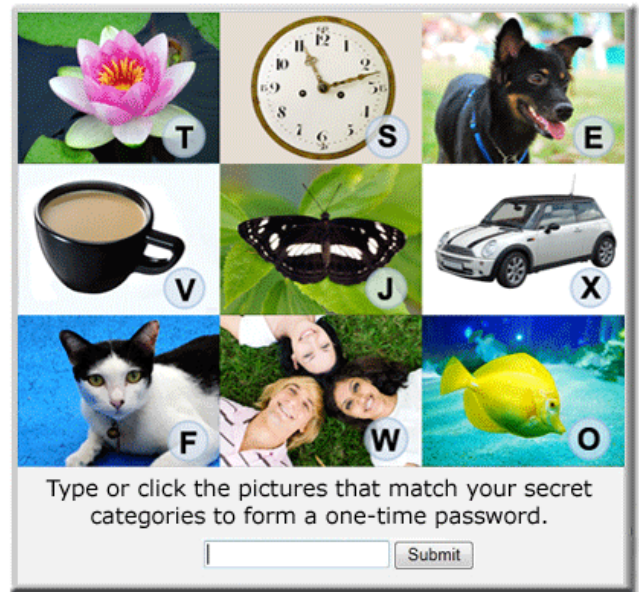 T
S
E
V
J
X
F
W
O
Type or click the pictures that match your secret
categories to form a one-time password.
Submit